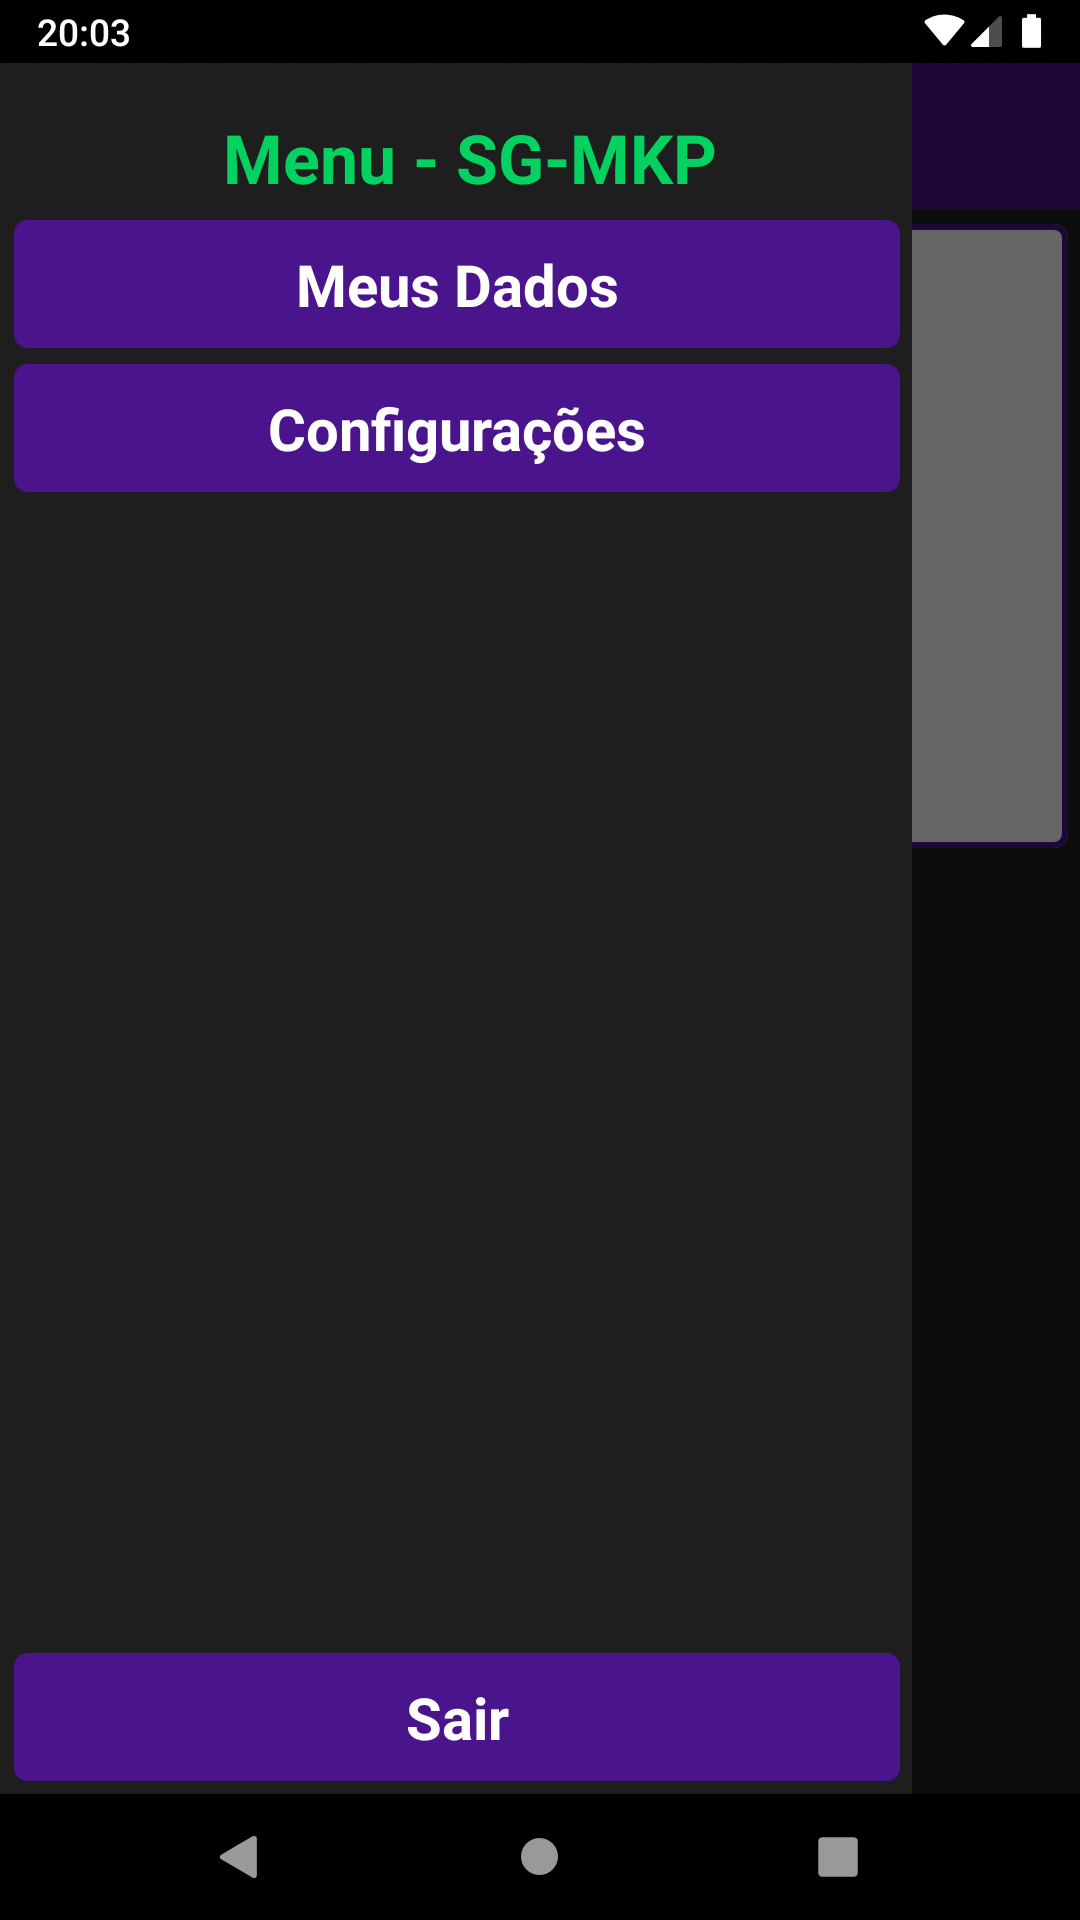 20:03
Menu - SG-MKP
Meus Dados
Configurações
Sair